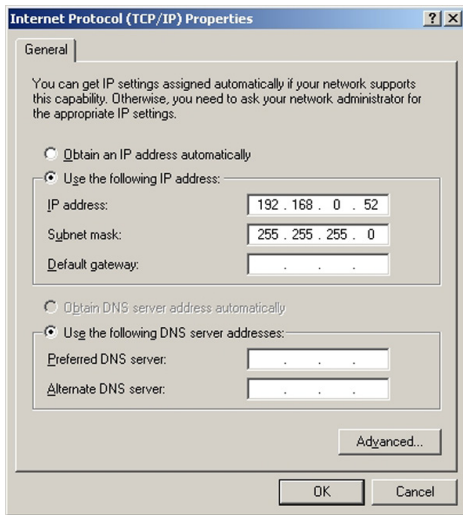 Internet Protocol (TCP/IP) Properties
General
You can get IP settings assigned automatically if your network supports
this capability. Otherwise, you need to ask your network administrator for
the appropriate IP settings.
Obtain an IP address automatically
Use the following IP address:
IP address: 192 . 168 . 0 . 52
Subnet mask: 255 . 255 . 255 . 0
Default gateway: . . .
Obtain DNS server address automatically
Use the following DNS server addresses:
Preferred DNS server: . . .
Alternate DNS server: . . .
Advanced...
OK Cancel